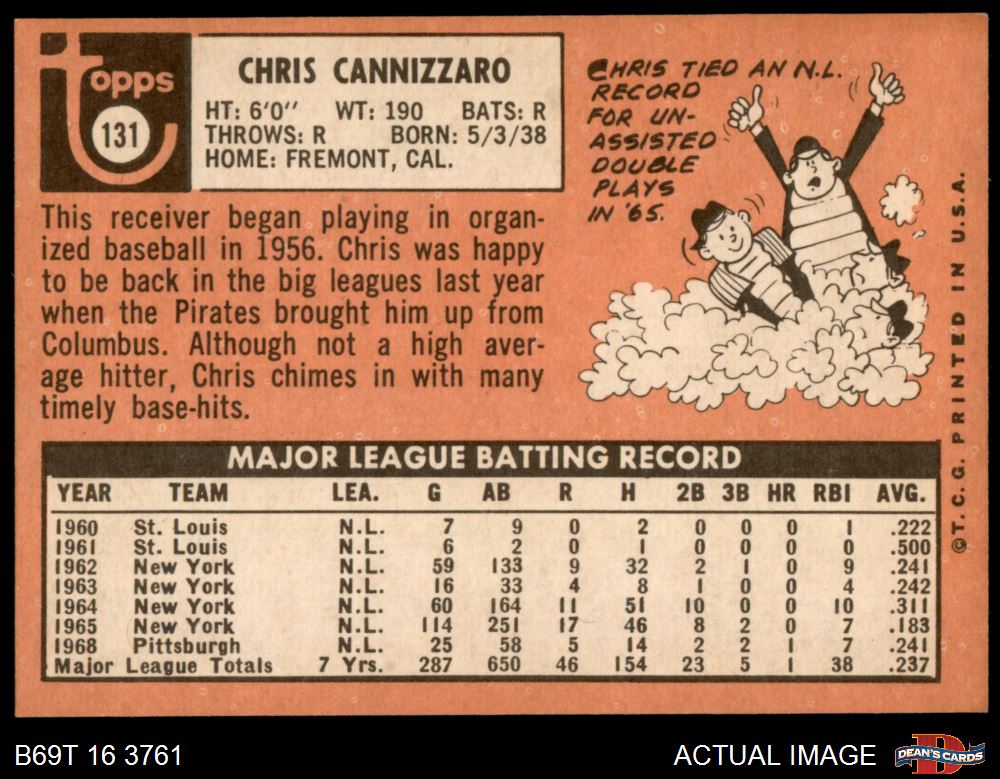 topps
131
CHRIS CANNIZZARO
HT: 6'0" WT: 190 BATS: R
THROWS: R BORN: 5/3/38
HOME: FREMONT, CAL.
This receiver began playing in organ-
ized baseball in 1956. Chris was happy
to be back in the big leagues last year
when the Pirates brought him up from
Columbus. Although not a high aver-
age hitter, Chris chimes in with many
timely base-hits.
CHRIS TIED AN N.L.
RECORD
FOR UN-
ASSISTED
DOUBLE
PLAYS
IN '65.
©T. C. G. PRINTED IN U.S.A.
MAJOR LEAGUE BATTING RECORD
YEAR TEAM LEA. G AB R H 2B 3B HR RBI AVG.
1960 St. Louis N.L. 7 9 0 2 0 0 0 1 .222
1961 St. Louis N.L. 6 2 0 1 0 0 0 0 .500
1962 New York N.L. 59 133 9 32 2 1 0 9 .241
1963 New York N.L. 16 33 4 8 1 0 0 4 .242
1964 New York N.L. 60 164 11 51 10 0 0 10 .311
1965 New York N.L. 114 251 17 46 8 2 0 7 .183
1968 Pittsburgh N.L. 25 58 5 14 2 2 1 7 .241
Major League Totals 7 Yrs. 287 650 46 154 23 5 1 38 .237
B69T 16 3761
ACTUAL IMAGE
DEAN'S CARDS